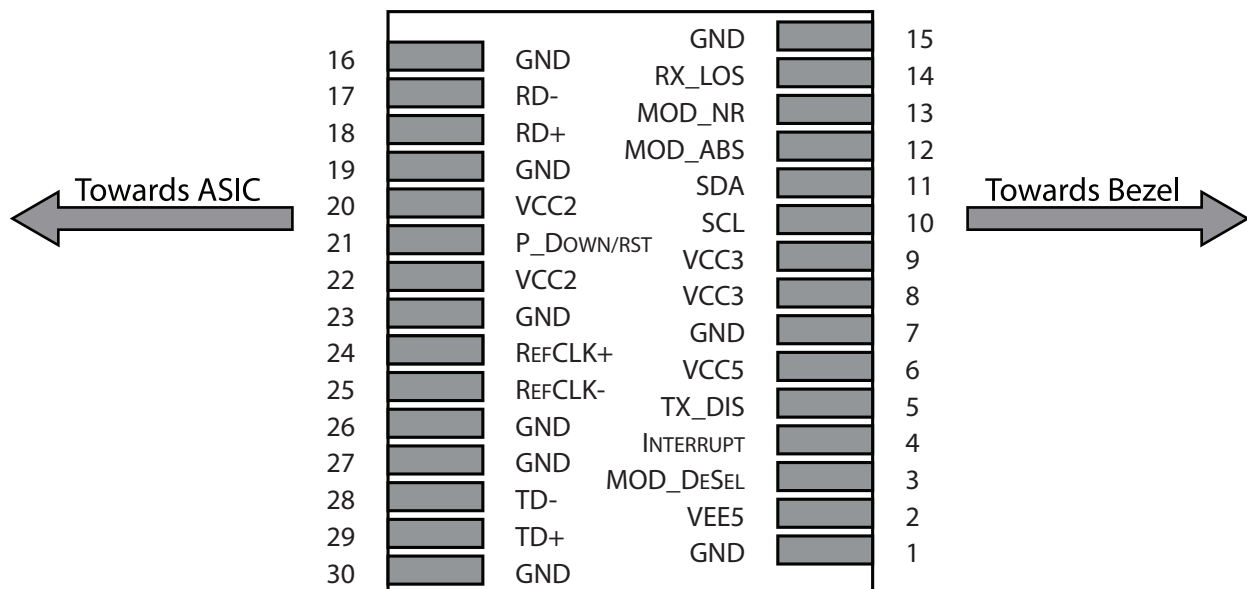 GND 15
16 GND
RX_LOS 14
17 RD-
MOD_NR 13
18 RD+
MOD_ABS 12
19 GND
Towards ASIC
SDA 11
Towards Bezel
20 VCC2
SCL 10
21 P_DOWN/RST
VCC3 9
22 VCC2
VCC3 8
23 GND
GND 7
24 REFCLK+
VCC5 6
25 REFCLK-
TX_DIS 5
26 GND
INTERRUPT 4
27 GND
MOD_DESEL 3
28 TD-
VEE5 2
29 TD+
GND 1
30 GND